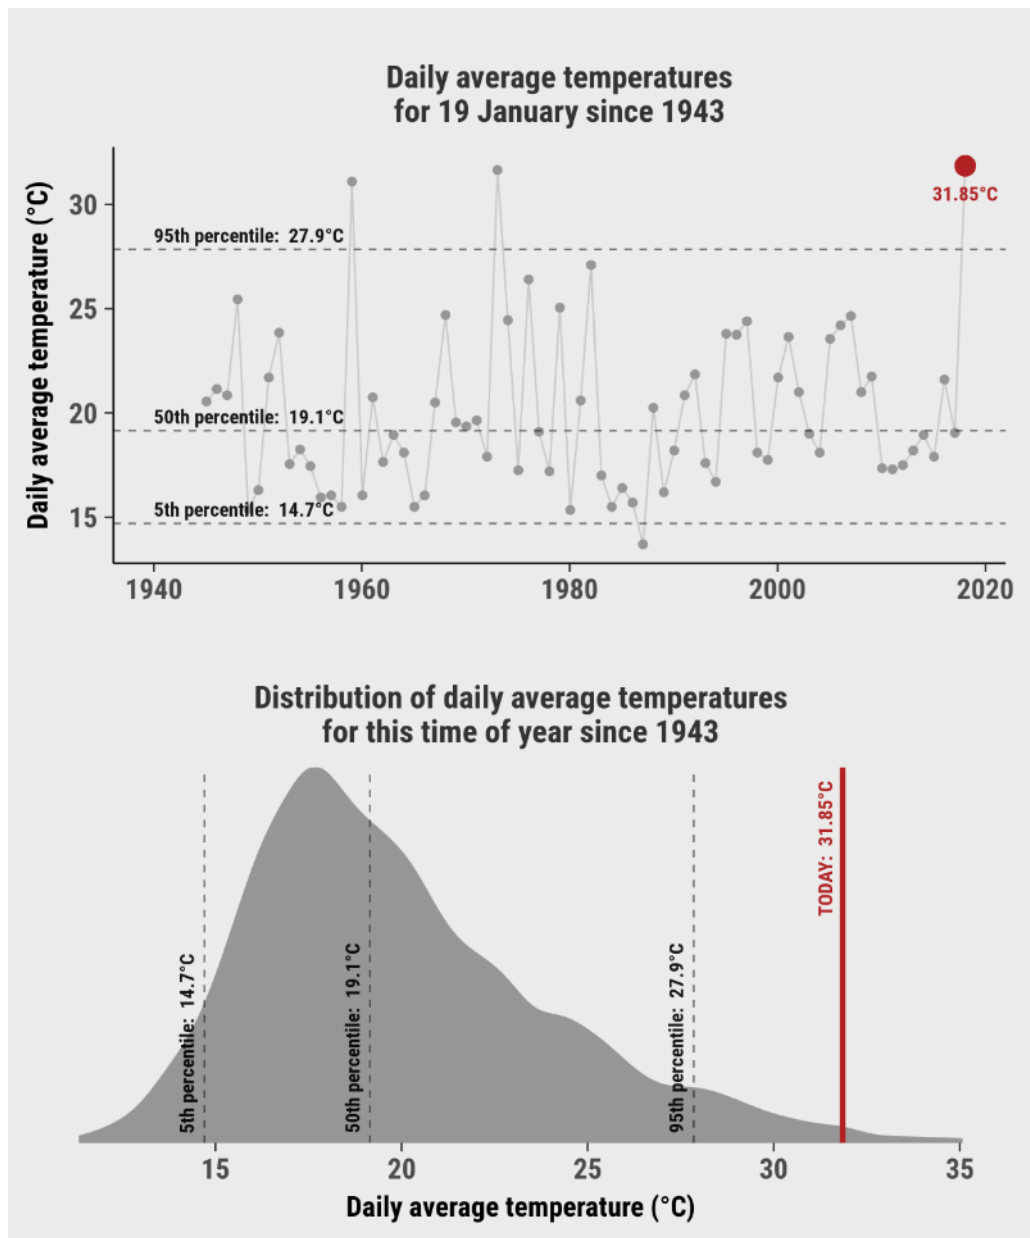 Daily average temperatures
for 19 January since 1943
Daily average temperature (°C)
30
25
20
15
31.85°C
95th percentile:  27.9°C
50th percentile:  19.1°C
5th percentile:  14.7°C
1940
1960
1980
2000
2020
Distribution of daily average temperatures
for this time of year since 1943
5th percentile:  14.7°C
50th percentile:  19.1°C
95th percentile:  27.9°C
TODAY:  31.85°C
15
20
25
30
35
Daily average temperature (°C)